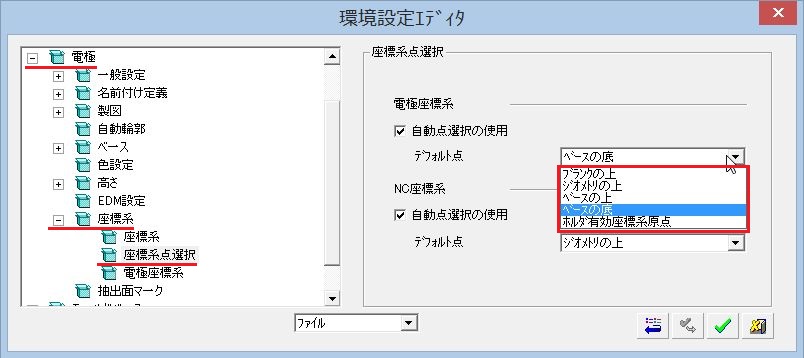 環境設定ｴﾃﾞｨﾀ
電極
一般設定
名前付け定義
製図
自動輪郭
ﾍﾞｰｽ
色設定
高さ
EDM設定
座標系
座標系
座標系点選択
電極座標系
抽出面マーク
座標系点選択
電極座標系
自動点選択の使用
ﾃﾞﾌｫﾙﾄ点
ﾍﾞｰｽの底
ﾌﾞﾗﾝｸの上
ｼﾞｵﾒﾄﾘの上
ﾍﾞｰｽの上
ﾍﾞｰｽの底
ﾎﾙﾀﾞ有効座標系原点
NC座標系
自動点選択の使用
ﾃﾞﾌｫﾙﾄ点
ｼﾞｵﾒﾄﾘの上
ﾌｧｲﾙ